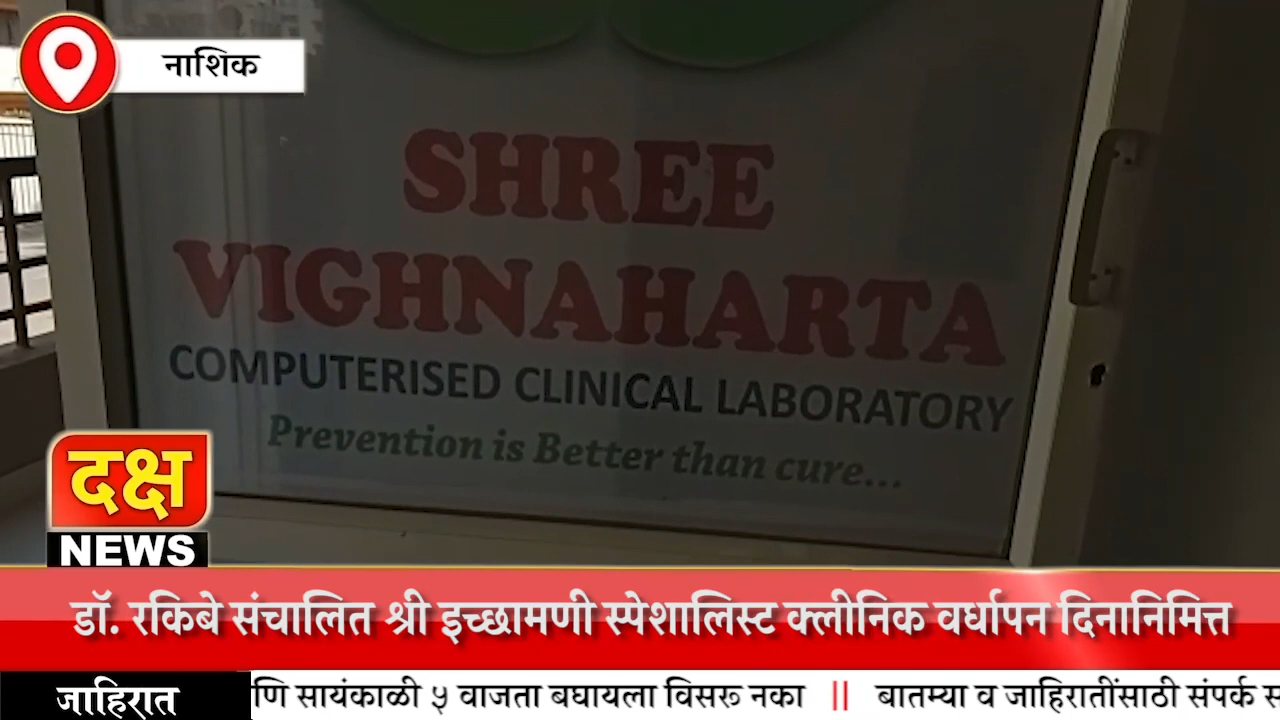 नाशिक
SHREE
VIGHNAHARTA
COMPUTERISED CLINICAL LABORATORY
Prevention is Better than cure...
दक्ष
NEWS
डॉ. रकिबे संचालित श्री इच्छामणी स्पेशालिस्ट क्लीनिक वर्धापन दिनानिमित्त
जाहिरात
णि सायंकाळी ५ वाजता बघायला विसरू नका || बातम्या व जाहिरातींसाठी संपर्क